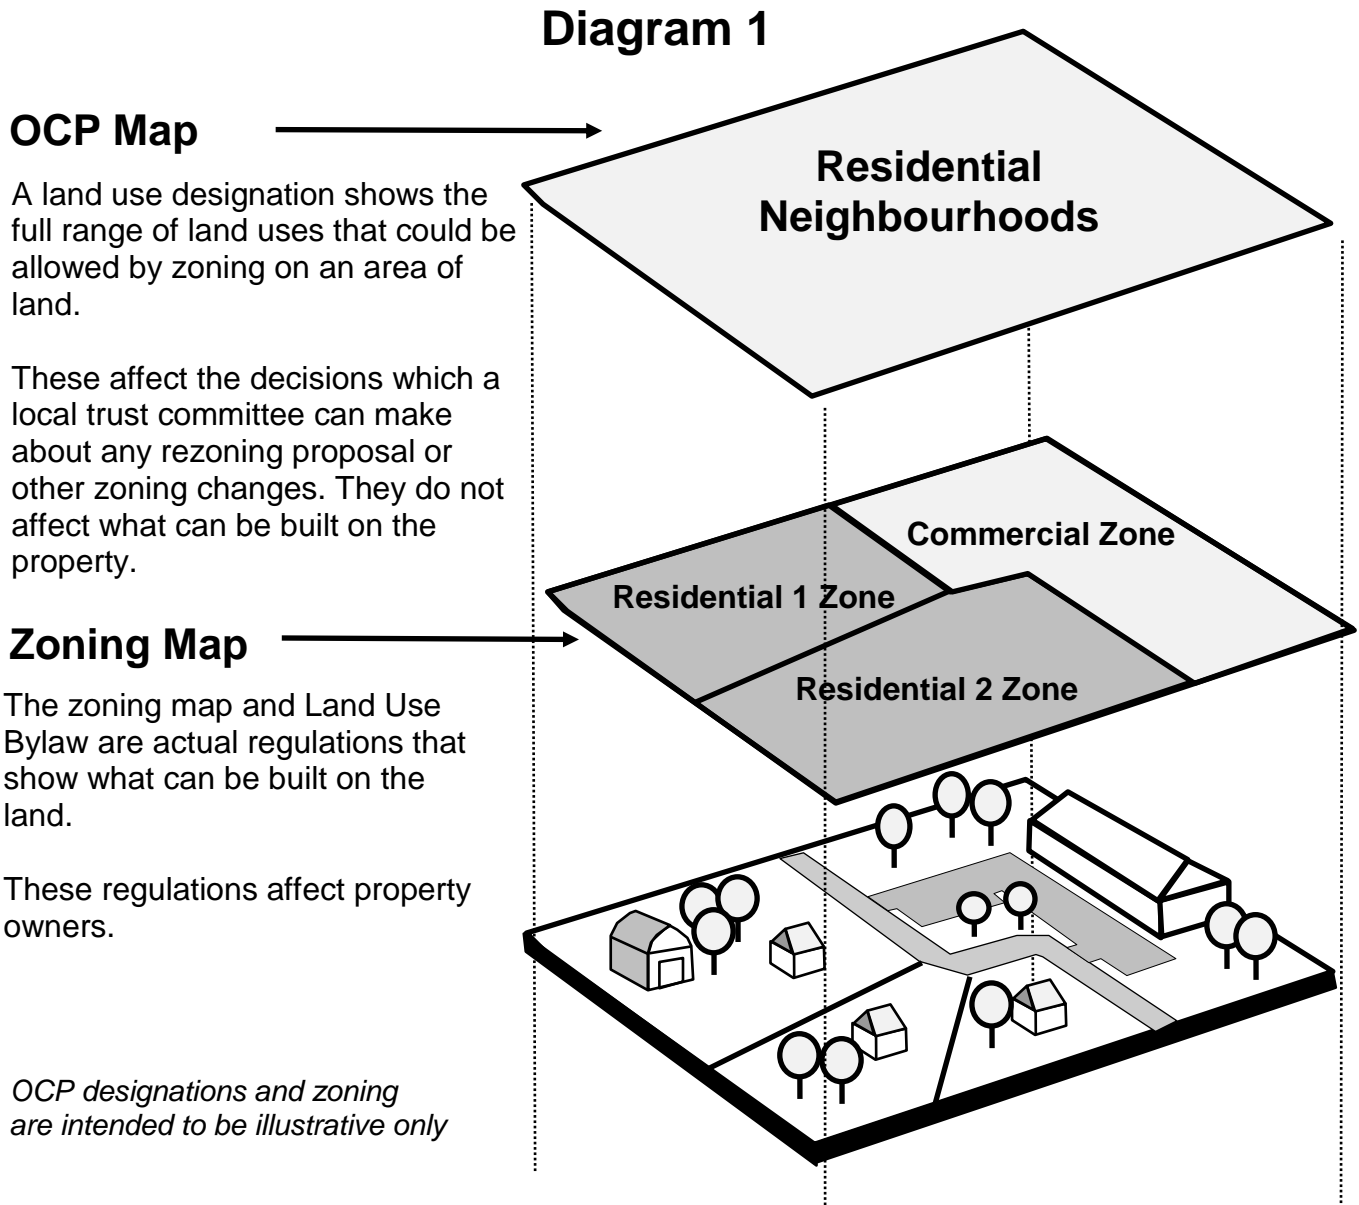 Diagram 1
OCP Map
A land use designation shows the
full range of land uses that could be
allowed by zoning on an area of
land.
These affect the decisions which a
local trust committee can make
about any rezoning proposal or
other zoning changes. They do not
affect what can be built on the
property.
Zoning Map
The zoning map and Land Use
Bylaw are actual regulations that
show what can be built on the
land.
These regulations affect property
owners.
OCP designations and zoning
are intended to be illustrative only
Residential
Neighbourhoods
Commercial Zone
Residential 1 Zone
Residential 2 Zone